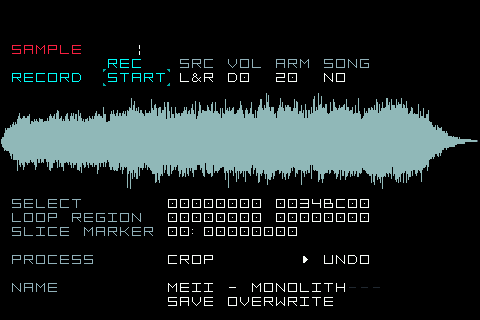 SAMPLE
REC SRC VOL ARM SONG
RECORD START L&R D0 20 NO
SELECT 00000000 0034BC00
LOOP REGION 00000000 00000000
SLICE MARKER 00: 00000000
PROCESS CROP ▶ UNDO
NAME MEII - MONOLITH---
SAVE OVERWRITE